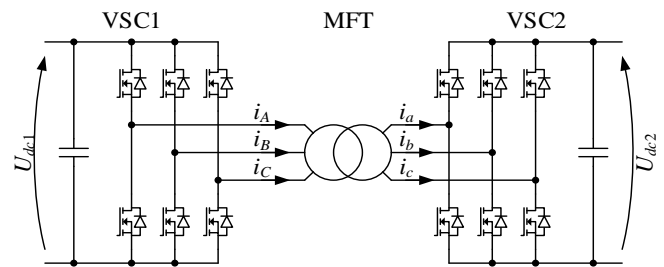 VSC1 MFT VSC2
i_A i_a
U_dc1 i_B i_b U_dc2
i_C i_c